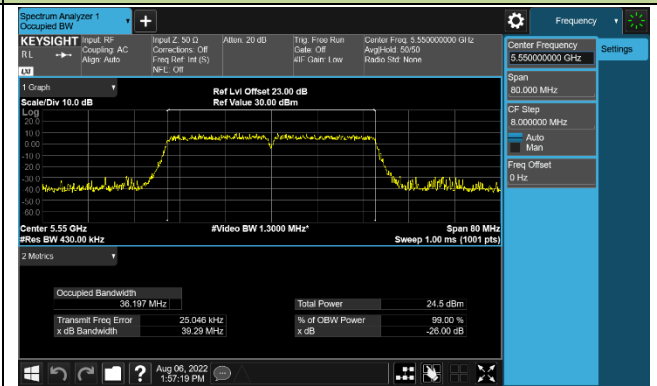 Spectrum Analyzer 1
Occupied BW
Frequency
KEYSIGHT
RL
LXI
Input: RF
Coupling: AC
Align: Auto
Input Z: 50 Ω
Corrections: Off
Freq Ref: Int (S)
NFE: Off
Atten: 20 dB
Trig: Free Run
Gate: Off
#IF Gain: Low
Center Freq: 5.550000000 GHz
Avg|Hold: 50/50
Radio Std: None
Center Frequency
5.550000000 GHz
Settings
Span
80.000 MHz
CF Step
8.000000 MHz
Auto
Man
Freq Offset
0 Hz
1 Graph
Scale/Div 10.0 dB
Ref Lvl Offset 23.00 dB
Ref Value 30.00 dBm
Log
20.0
10.0
0.00
-10.0
-20.0
-30.0
-40.0
-50.0
-60.0
Center 5.55 GHz
#Res BW 430.00 kHz
#Video BW 1.3000 MHz*
Span 80 MHz
Sweep 1.00 ms (1001 pts)
2 Metrics
Occupied Bandwidth
36.197 MHz
Total Power 24.5 dBm
Transmit Freq Error 25.046 kHz
% of OBW Power 99.00 %
x dB Bandwidth 39.29 MHz
x dB -26.00 dB
?
Aug 06, 2022
1:57:19 PM